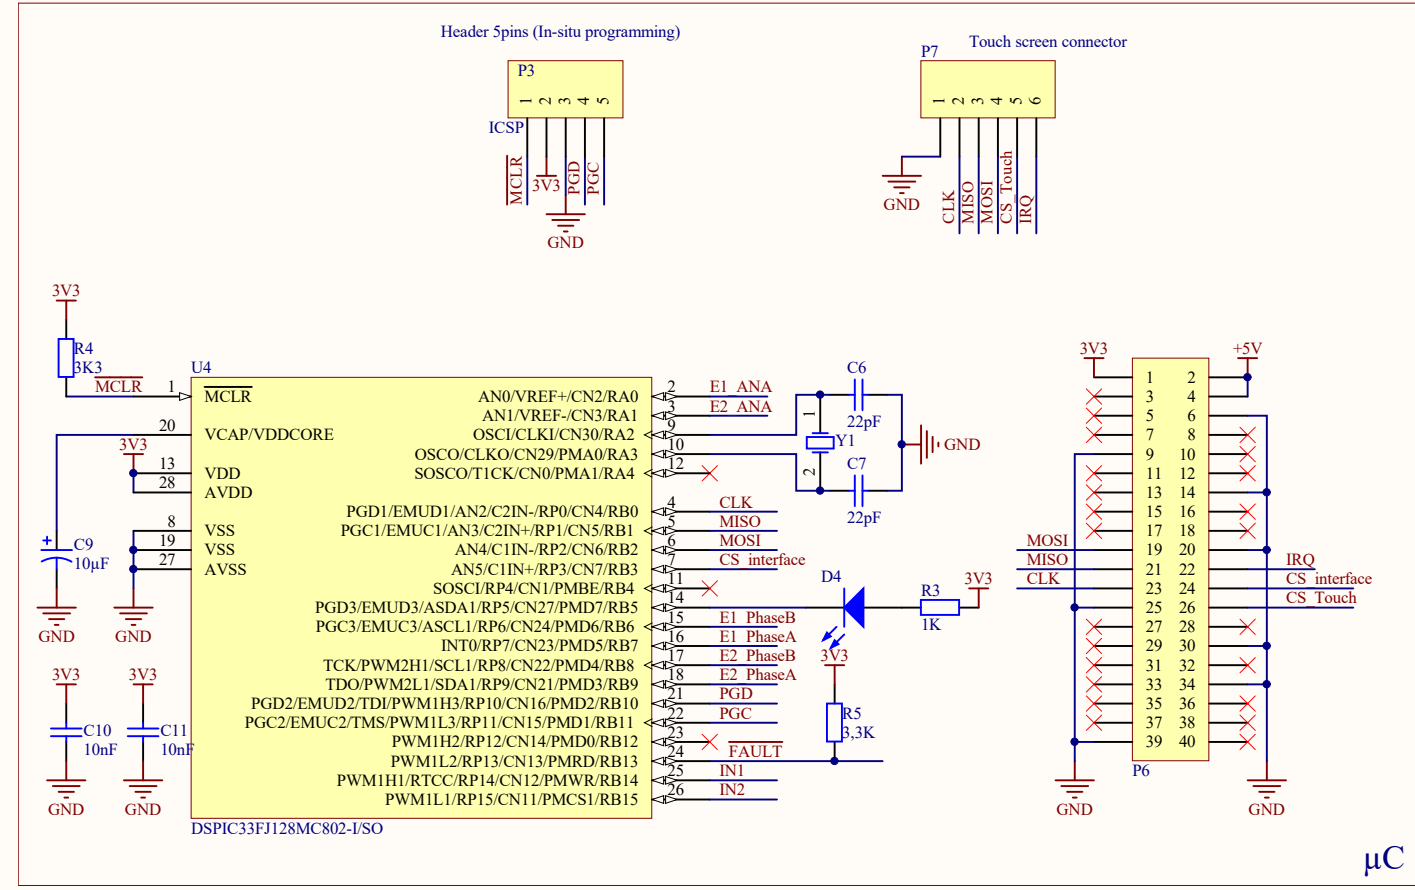 Header 5pins (In-situ programming)
P3
1 2 3 4 5
ICSP
MCLR
3V3
PGD
PGC
GND
Touch screen connector
P7
1 2 3 4 5 6
GND
CLK
MISO
MOSI
CS_Touch
IRQ
3V3
R4
3K3
MCLR
U4
1 MCLR
20 VCAP/VDDCORE
3V3
13 VDD
28 AVDD
8 VSS
19 VSS
27 AVSS
C9
10µF
GND
GND
3V3
C10
10nF
GND
3V3
C11
10nF
GND
AN0/VREF+/CN2/RA0 2 E1_ANA
AN1/VREF-/CN3/RA1 3 E2_ANA
OSCI/CLKI/CN30/RA2 9
OSCO/CLKO/CN29/PMA0/RA3 10
SOSCO/T1CK/CN0/PMA1/RA4 12
PGD1/EMUD1/AN2/C2IN-/RP0/CN4/RB0 4 CLK
PGC1/EMUC1/AN3/C2IN+/RP1/CN5/RB1 5 MISO
AN4/C1IN-/RP2/CN6/RB2 6 MOSI
AN5/C1IN+/RP3/CN7/RB3 7 CS_interface
SOSCI/RP4/CN1/PMBE/RB4 11
PGD3/EMUD3/ASDA1/RP5/CN27/PMD7/RB5 14
PGC3/EMUC3/ASCL1/RP6/CN24/PMD6/RB6 15 E1_PhaseB
INT0/RP7/CN23/PMD5/RB7 16 E1_PhaseA
TCK/PWM2H1/SCL1/RP8/CN22/PMD4/RB8 17 E2_PhaseB
TDO/PWM2L1/SDA1/RP9/CN21/PMD3/RB9 18 E2_PhaseA
PGD2/EMUD2/TDI/PWM1H3/RP10/CN16/PMD2/RB10 21 PGD
PGC2/EMUC2/TMS/PWM1L3/RP11/CN15/PMD1/RB11 22 PGC
PWM1H2/RP12/CN14/PMD0/RB12 23
PWM1L2/RP13/CN13/PMRD/RB13 24 FAULT
PWM1H1/RTCC/RP14/CN12/PMWR/RB14 25 IN1
PWM1L1/RP15/CN11/PMCS1/RB15 26 IN2
DSPIC33FJ128MC802-I/SO
C6
22pF
1
Y1
2
C7
22pF
GND
D4
R3
1K
3V3
3V3
R5
3,3K
3V3
+5V
1 2
3 4
5 6
7 8
9 10
11 12
13 14
15 16
17 18
MOSI 19 20
MISO 21 22 IRQ
CLK 23 24 CS_interface
25 26 CS_Touch
27 28
29 30
31 32
33 34
35 36
37 38
39 40
P6
GND
GND
µC